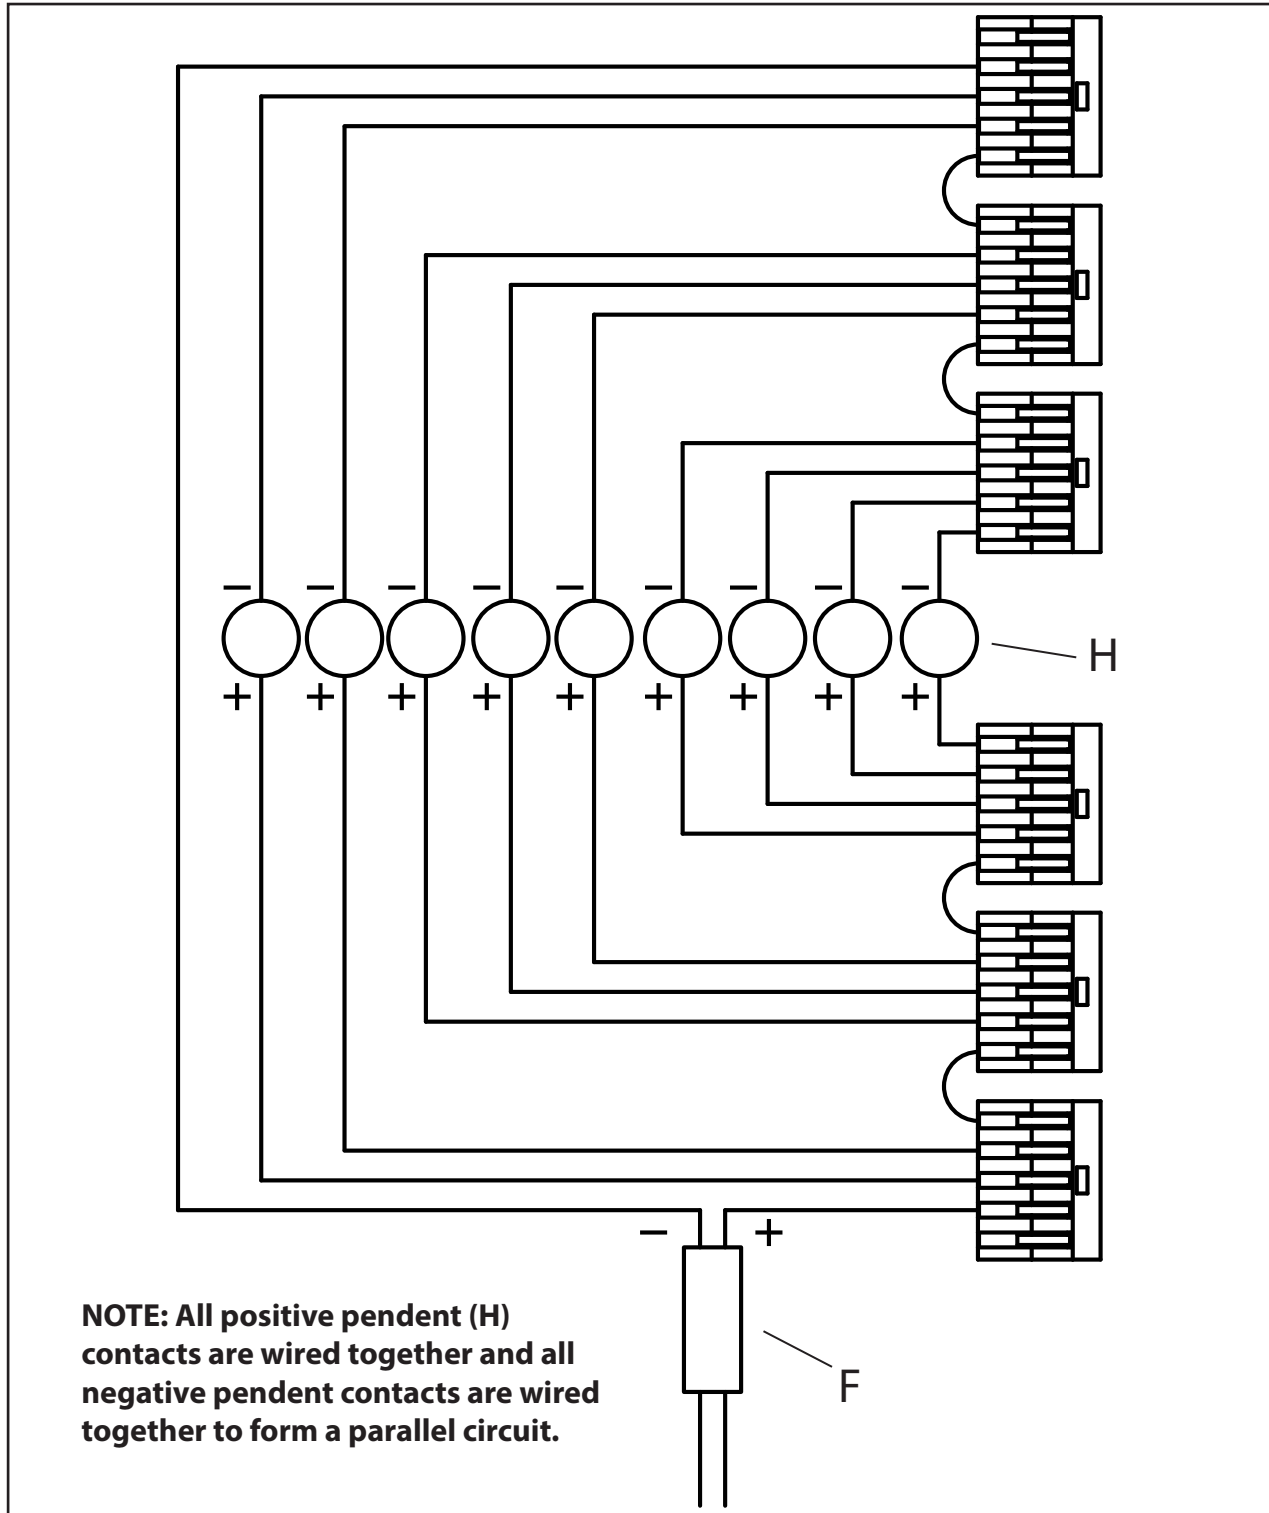 − − − − − − − − −
H
+ + + + + + + + +
− +
F
NOTE: All positive pendent (H)
contacts are wired together and all
negative pendent contacts are wired
together to form a parallel circuit.